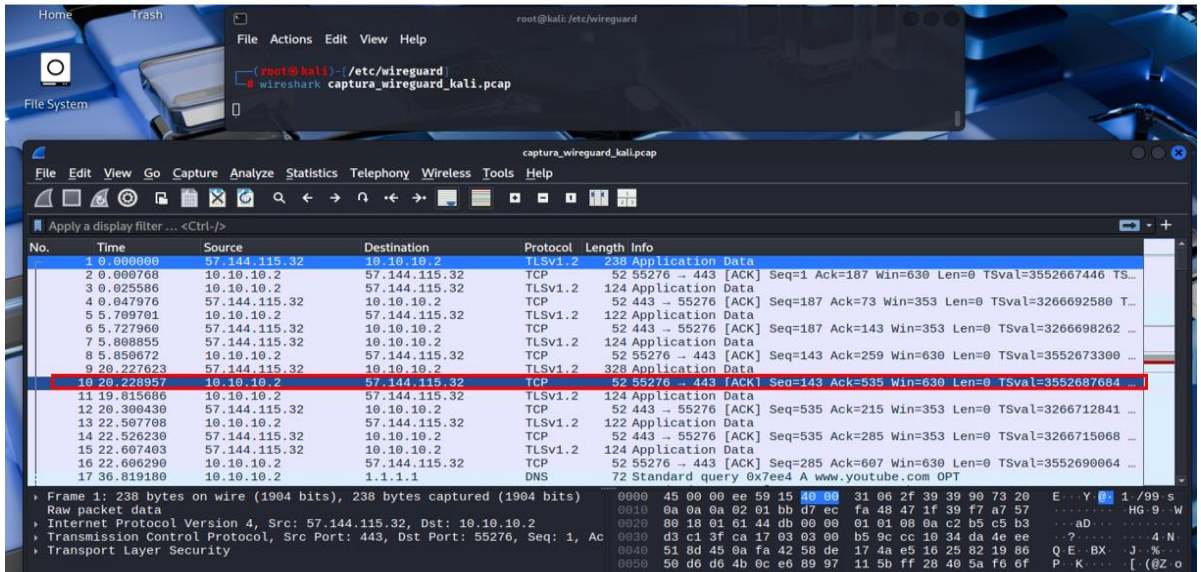 Home Trash
File System
root@kali: /etc/wireguard
File Actions Edit View Help
(root㉿kali)-[/etc/wireguard]
# wireshark captura_wireguard_kali.pcap
captura_wireguard_kali.pcap
File Edit View Go Capture Analyze Statistics Telephony Wireless Tools Help
Apply a display filter … <Ctrl-/>
No. Time Source Destination Protocol Length Info
1 0.000000 57.144.115.32 10.10.10.2 TLSv1.2 238 Application Data
2 0.000768 10.10.10.2 57.144.115.32 TCP 52 55276 → 443 [ACK] Seq=1 Ack=187 Win=630 Len=0 TSval=3552667446 TS…
3 0.025586 10.10.10.2 57.144.115.32 TLSv1.2 124 Application Data
4 0.047976 57.144.115.32 10.10.10.2 TCP 52 443 → 55276 [ACK] Seq=187 Ack=73 Win=353 Len=0 TSval=3266692580 T…
5 5.709701 10.10.10.2 57.144.115.32 TLSv1.2 122 Application Data
6 5.727960 57.144.115.32 10.10.10.2 TCP 52 443 → 55276 [ACK] Seq=187 Ack=143 Win=353 Len=0 TSval=3266698262 …
7 5.808855 57.144.115.32 10.10.10.2 TLSv1.2 124 Application Data
8 5.850672 10.10.10.2 57.144.115.32 TCP 52 55276 → 443 [ACK] Seq=143 Ack=259 Win=630 Len=0 TSval=3552673300 …
9 20.227623 57.144.115.32 10.10.10.2 TLSv1.2 328 Application Data
10 20.228957 10.10.10.2 57.144.115.32 TCP 52 55276 → 443 [ACK] Seq=143 Ack=535 Win=630 Len=0 TSval=3552687684 …
11 19.815686 10.10.10.2 57.144.115.32 TLSv1.2 124 Application Data
12 20.300430 57.144.115.32 10.10.10.2 TCP 52 443 → 55276 [ACK] Seq=535 Ack=215 Win=353 Len=0 TSval=3266712841 …
13 22.507708 10.10.10.2 57.144.115.32 TLSv1.2 122 Application Data
14 22.526230 57.144.115.32 10.10.10.2 TCP 52 443 → 55276 [ACK] Seq=535 Ack=285 Win=353 Len=0 TSval=3266715068 …
15 22.607403 57.144.115.32 10.10.10.2 TLSv1.2 124 Application Data
16 22.606290 10.10.10.2 57.144.115.32 TCP 52 55276 → 443 [ACK] Seq=285 Ack=607 Win=630 Len=0 TSval=3552690064 …
17 36.819180 10.10.10.2 1.1.1.1 DNS 72 Standard query 0x7ee4 A www.youtube.com OPT
Frame 1: 238 bytes on wire (1904 bits), 238 bytes captured (1904 bits)
Raw packet data
Internet Protocol Version 4, Src: 57.144.115.32, Dst: 10.10.10.2
Transmission Control Protocol, Src Port: 443, Dst Port: 55276, Seq: 1, Ac
Transport Layer Security
0000 45 00 00 ee 59 15 40 00 31 06 2f 39 39 90 73 20 E···Y·@· 1·/99·s
0010 0a 0a 0a 02 01 bb d7 ec fa 48 47 1f 39 f7 a7 57 ········ ·HG·9··W
0020 80 18 01 61 44 db 00 00 01 01 08 0a c2 b5 c5 b3 ···aD··· ········
0030 d3 c1 3f ca 17 03 03 00 b5 9c cc 10 34 da 4e ee ··?····· ····4·N·
0040 51 8d 45 0a fa 42 58 de 17 4a e5 16 25 82 19 86 Q·E··BX· ·J··%···
0050 50 d6 d6 4b 0c e6 89 97 11 5b ff 28 40 5a f6 6f P··K···· ·[·(@Z·o